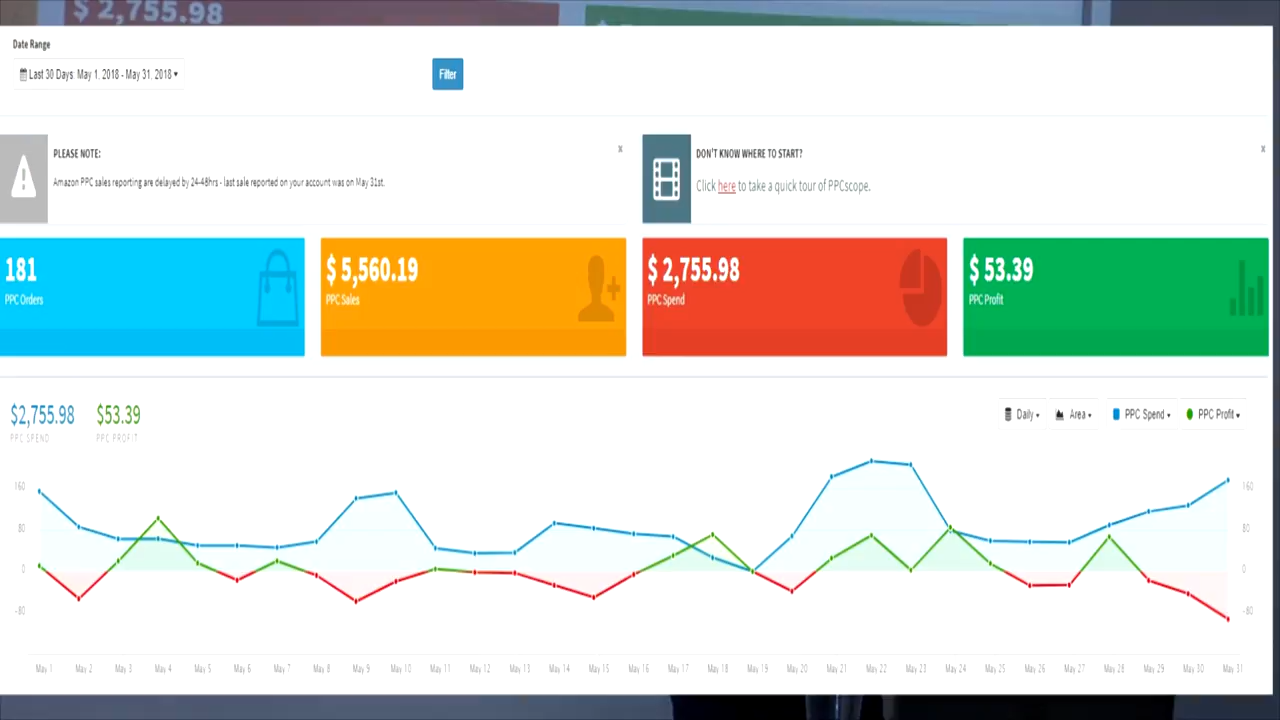 $ 2,755.98
Date Range
Last 30 Days: May 1, 2018 - May 31, 2018
Filter
PLEASE NOTE:
x
Amazon PPC sales reporting are delayed by 24-48hrs - last sale reported on your account was on May 31st.
DON'T KNOW WHERE TO START?
x
Click here to take a quick tour of PPCscope.
181
PPC Orders
$ 5,560.19
PPC Sales
$ 2,755.98
PPC Spend
$ 53.39
PPC Profit
$2,755.98
PPC SPEND
$53.39
PPC PROFIT
Daily
Area
PPC Spend
PPC Profit
160
80
0
-80
160
80
0
-80
May 1 May 2 May 3 May 4 May 5 May 6 May 7 May 8 May 9 May 10 May 11 May 12 May 13 May 14 May 15 May 16 May 17 May 18 May 19 May 20 May 21 May 22 May 23 May 24 May 25 May 26 May 27 May 28 May 29 May 30 May 31